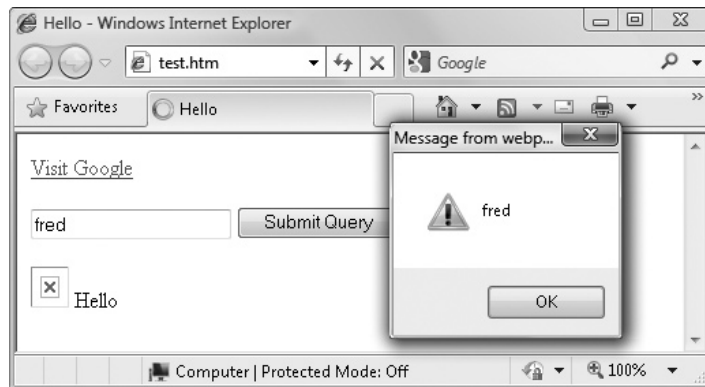 Hello - Windows Internet Explorer
test.htm
Google
Favorites
Hello
Message from webp...
Visit Google
fred
Submit Query
fred
Hello
OK
Computer | Protected Mode: Off
100%